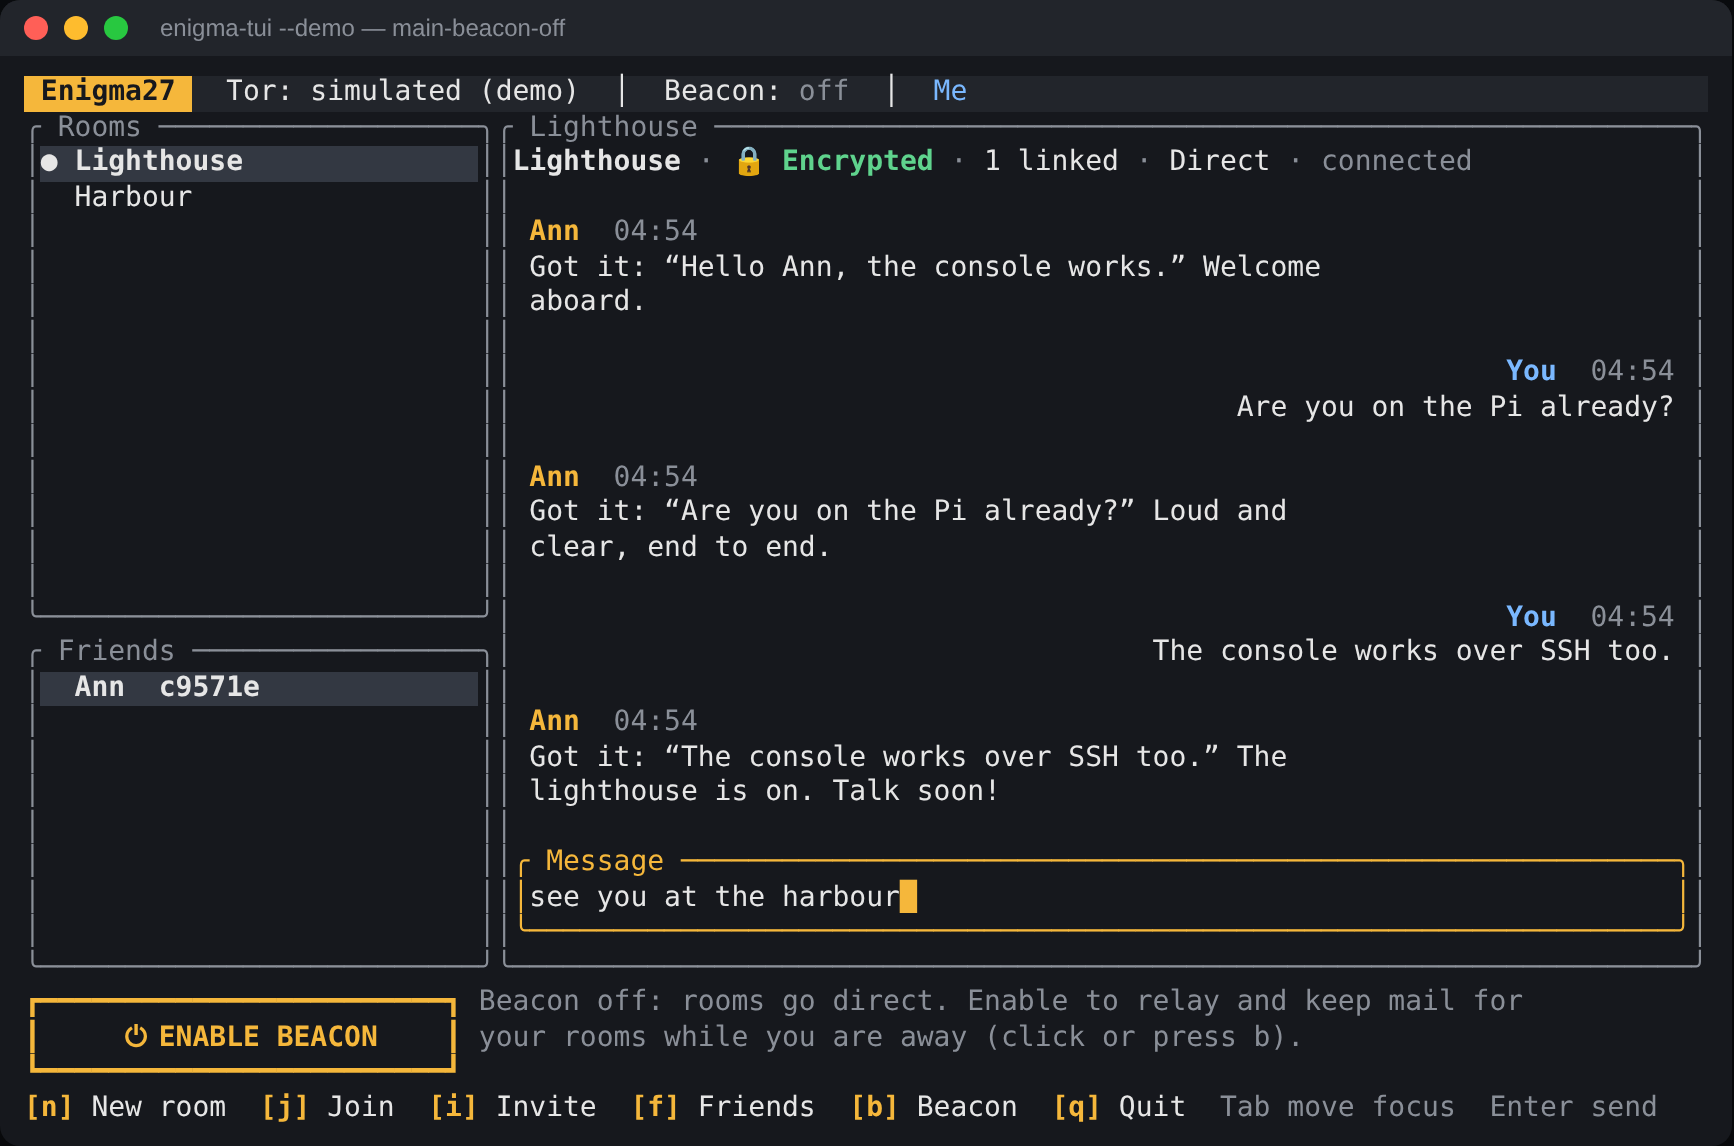 enigma-tui --demo — main-beacon-off
Enigma27 Tor: simulated (demo) │ Beacon: off │ Me
Rooms
● Lighthouse
Harbour
Friends
Ann c9571e
Lighthouse
Lighthouse · 🔒 Encrypted · 1 linked · Direct · connected
Ann 04:54
Got it: “Hello Ann, the console works.” Welcome
aboard.
You 04:54
Are you on the Pi already?
Ann 04:54
Got it: “Are you on the Pi already?” Loud and
clear, end to end.
You 04:54
The console works over SSH too.
Ann 04:54
Got it: “The console works over SSH too.” The
lighthouse is on. Talk soon!
Message
see you at the harbour
⏻ ENABLE BEACON
Beacon off: rooms go direct. Enable to relay and keep mail for
your rooms while you are away (click or press b).
[n] New room [j] Join [i] Invite [f] Friends [b] Beacon [q] Quit Tab move focus Enter send